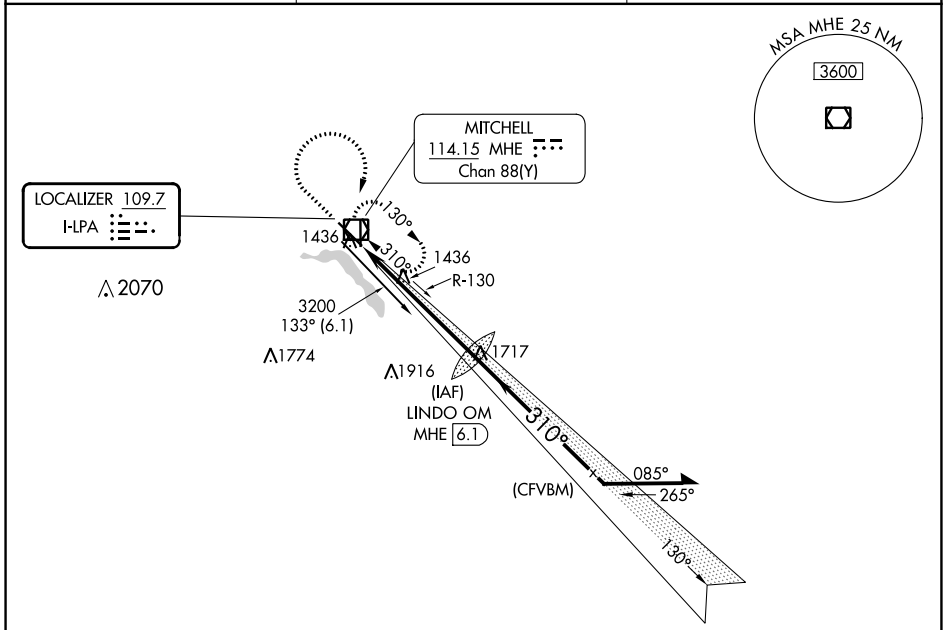 MSA MHE 25 NM
3600
MITCHELL
114.15 MHE
Chan 88(Y)
LOCALIZER 109.7
I-LPA
130°
1436
310°
1436
R-130
2070
3200
133° (6.1)
1774
1916
1717
(IAF)
LINDO OM
MHE 6.1
310°
085°
265°
(CFVBM)
130°